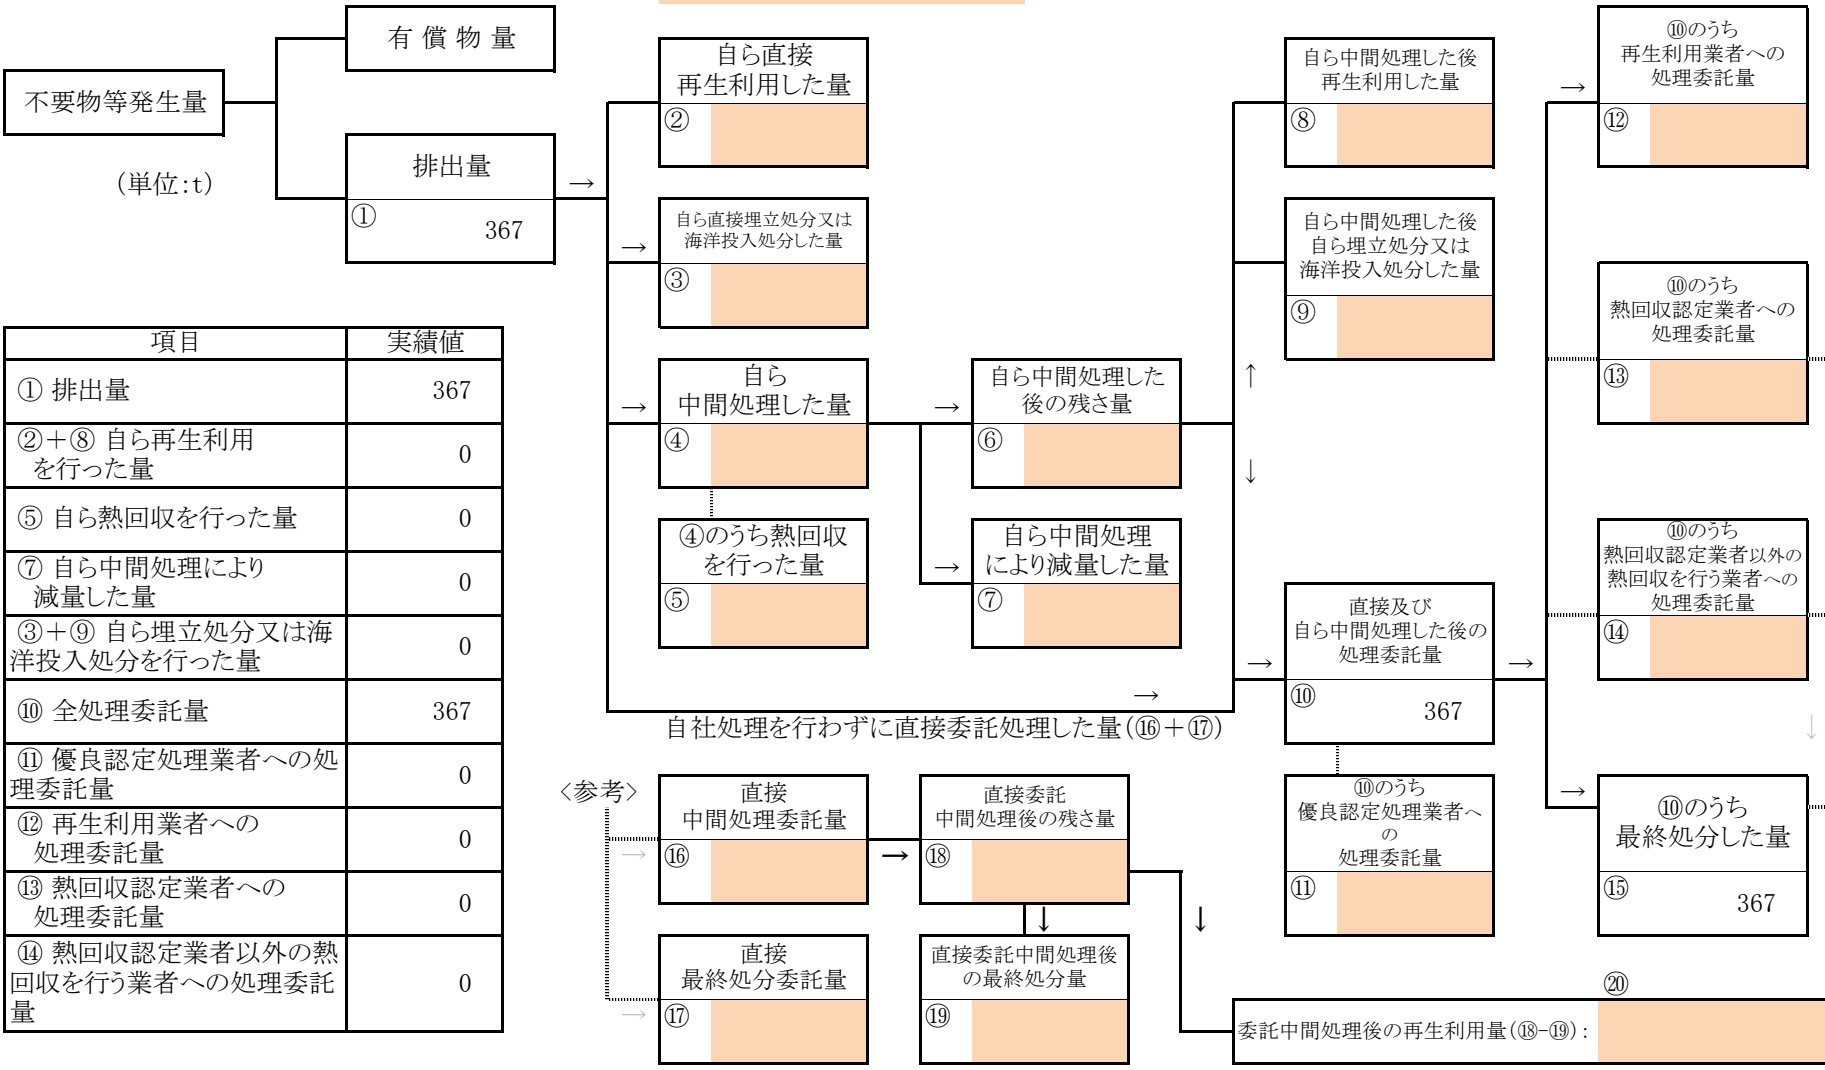 有 償 物 量
不要物等発生量
(単位:t)
排出量
①
367
→
自ら直接
再生利用した量
②
→
自ら直接埋立処分又は
海洋投入処分した量
③
→
自ら
中間処理した量
④
④のうち熱回収
を行った量
⑤
→
自ら中間処理した
後の残さ量
⑥
→
自ら中間処理
により減量した量
⑦
自ら中間処理した後
再生利用した量
⑧
自ら中間処理した後
自ら埋立処分又は
海洋投入処分した量
⑨
↑
↓
→
直接及び
自ら中間処理した後の
処理委託量
⑩
367
→
→
自社処理を行わずに直接委託処理した量(⑯+⑰)
⑩のうち
優良認定処理業者へ
の
処理委託量
⑪
→
⑩のうち
再生利用業者への
処理委託量
⑫
⑩のうち
熱回収認定業者への
処理委託量
⑬
⑩のうち
熱回収認定業者以外の
熱回収を行う業者への
処理委託量
⑭
↓
→
⑩のうち
最終処分した量
⑮
367
項目 実績値
① 排出量 367
②+⑧ 自ら再生利用
を行った量 0
⑤ 自ら熱回収を行った量 0
⑦ 自ら中間処理により
減量した量 0
③+⑨ 自ら埋立処分又は海
洋投入処分を行った量 0
⑩ 全処理委託量 367
⑪ 優良認定処理業者への処
理委託量 0
⑫ 再生利用業者への
処理委託量 0
⑬ 熱回収認定業者への
処理委託量 0
⑭ 熱回収認定業者以外の熱
回収を行う業者への処理委託
量 0
<参考>
→
直接
中間処理委託量
⑯
→
直接委託
中間処理後の残さ量
⑱
↓
↓
→
直接
最終処分委託量
⑰
直接委託中間処理後
の最終処分量
⑲
⑳
委託中間処理後の再生利用量(⑱-⑲):